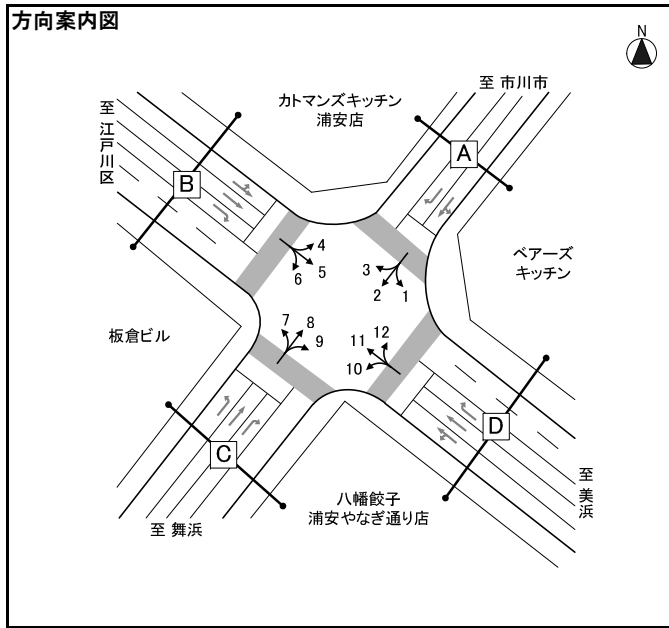 方向案内図
N
至 市川市
カトマンズキッチン
浦安店
至 江戸川区
A
B
ベアーズ
キッチン
4
5
6
3
2
1
7
8
9
12
11
10
板倉ビル
D
C
至 美浜
八幡餃子
浦安やなぎ通り店
至 舞浜